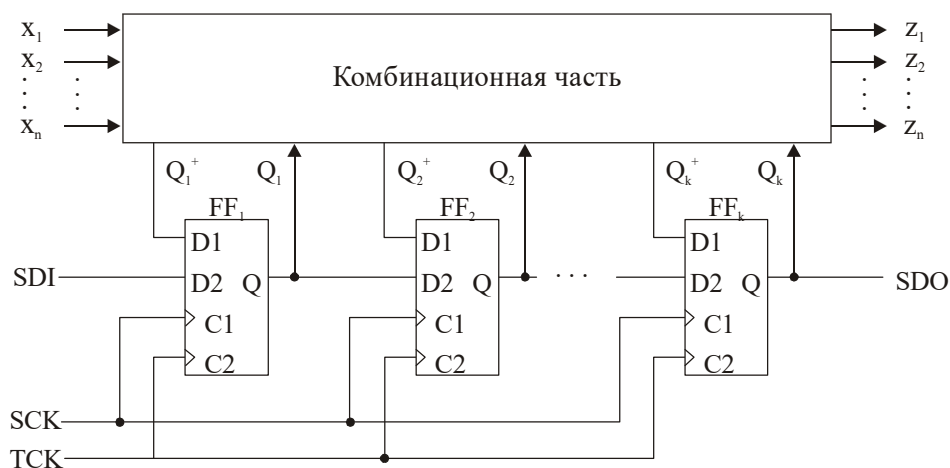 x₁ z₁
x₂ Комбинационная часть z₂
xₙ zₙ
Q₁⁺ Q₁ Q₂⁺ Q₂ Qₖ⁺ Qₖ
FF₁ FF₂ FFₖ
D1 D1 D1
SDI D2 Q D2 Q ... D2 Q SDO
C1 C1 C1
C2 C2 C2
SCK
TCK